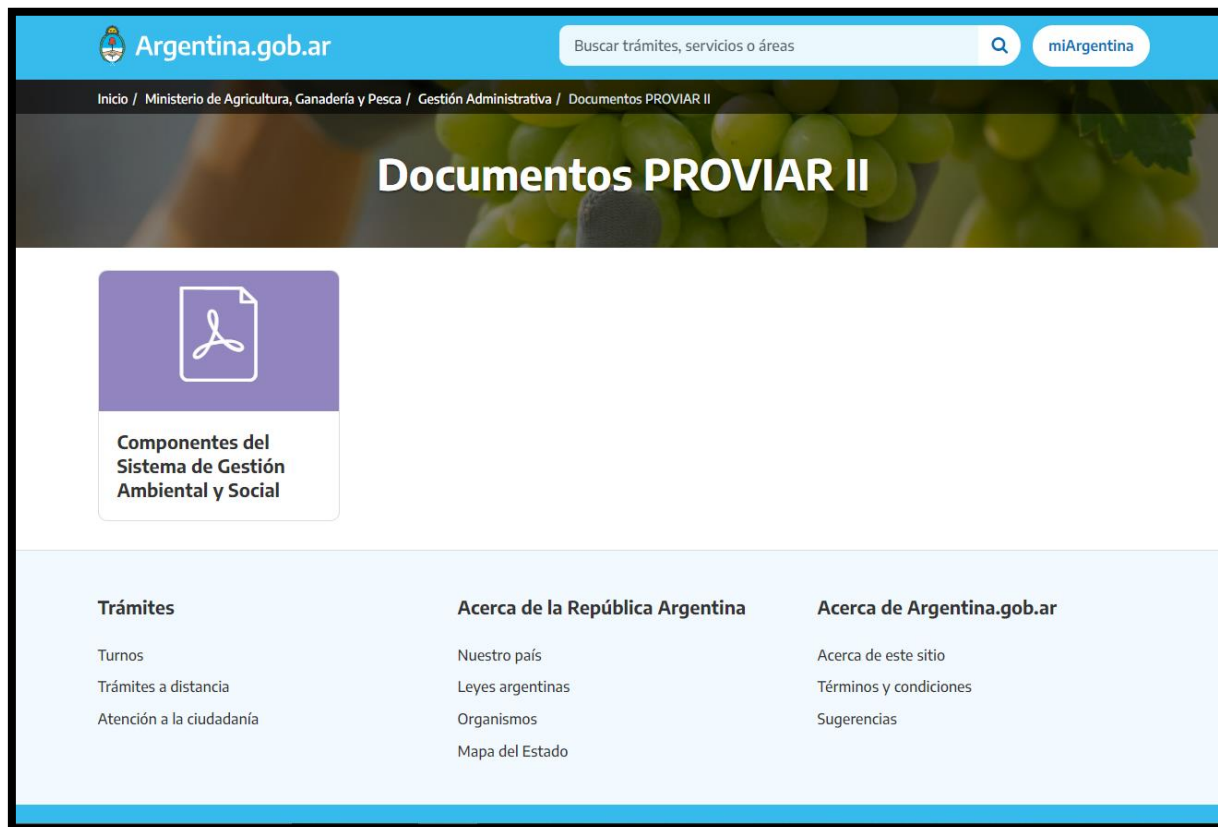 Argentina.gob.ar
Buscar trámites, servicios o áreas
miArgentina
Inicio / Ministerio de Agricultura, Ganadería y Pesca / Gestión Administrativa / Documentos PROVIAR II
Documentos PROVIAR II
Componentes del
Sistema de Gestión
Ambiental y Social
Trámites
Turnos
Trámites a distancia
Atención a la ciudadanía
Acerca de la República Argentina
Nuestro país
Leyes argentinas
Organismos
Mapa del Estado
Acerca de Argentina.gob.ar
Acerca de este sitio
Términos y condiciones
Sugerencias